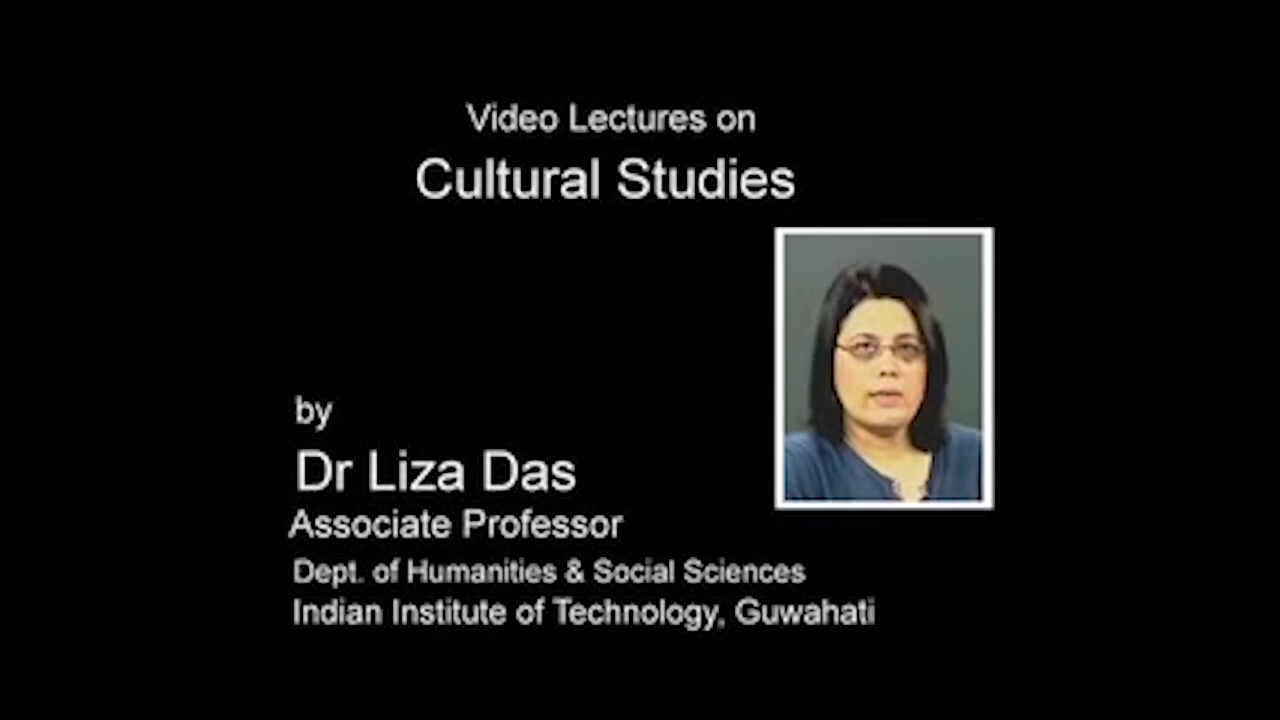 Video Lectures on
Cultural Studies
by
Dr Liza Das
Associate Professor
Dept. of Humanities & Social Sciences
Indian Institute of Technology, Guwahati